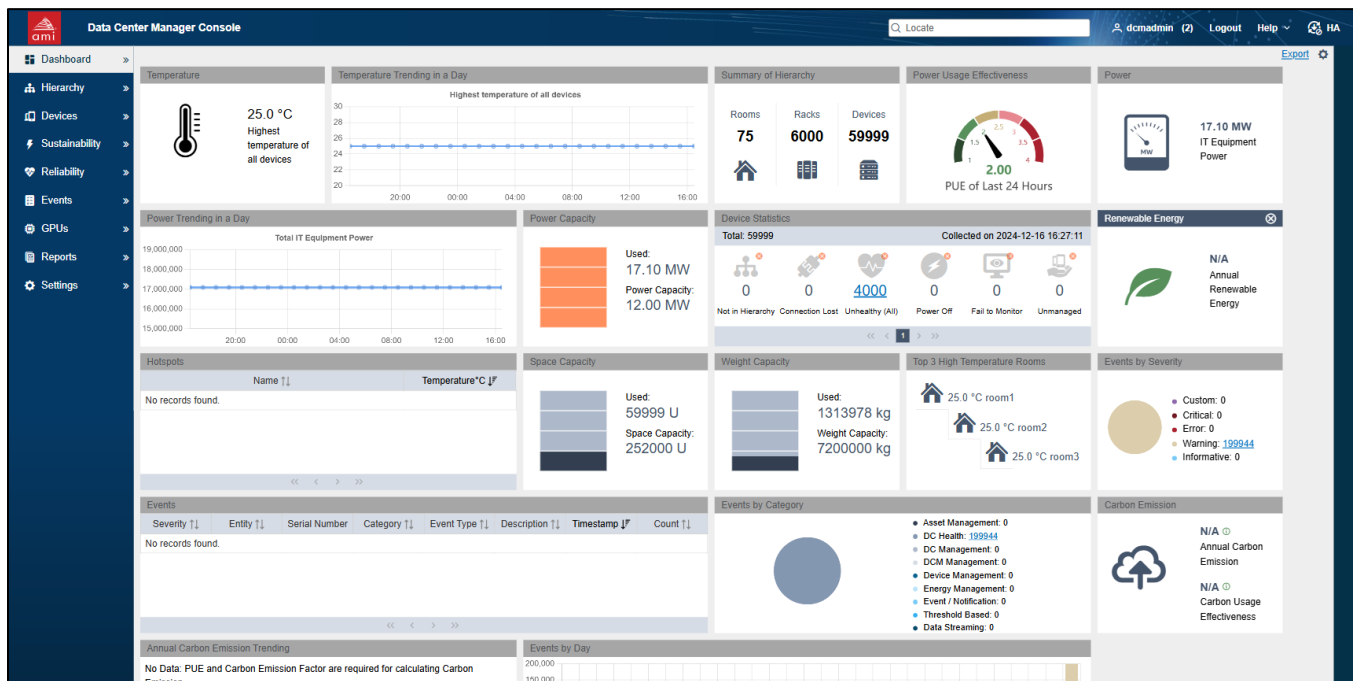 ami
Data Center Manager Console
Locate
dcmadmin (2)
Logout
Help
HA
Dashboard
Hierarchy
Devices
Sustainability
Reliability
Events
GPUs
Reports
Settings
Export
Temperature
25.0 °C
Highest
temperature of
all devices
Temperature Trending in a Day
Highest temperature of all devices
30
28
26
24
22
20
20:00 00:00 04:00 08:00 12:00 16:00
Summary of Hierarchy
Rooms Racks Devices
75 6000 59999
Power Usage Effectiveness
1 1.5 2 2.5 3 3.5 4
2.00
PUE of Last 24 Hours
Power
MW
17.10 MW
IT Equipment
Power
Power Trending in a Day
Total IT Equipment Power
19,000,000
18,000,000
17,000,000
16,000,000
15,000,000
20:00 00:00 04:00 08:00 12:00 16:00
Power Capacity
Used:
17.10 MW
Power Capacity:
12.00 MW
Device Statistics
Total: 59999 Collected on 2024-12-16 16:27:11
0 0 4000 0 0 0
Not in Hierarchy Connection Lost Unhealthy (All) Power Off Fail to Monitor Unmanaged
« < 1 > »
Renewable Energy
N/A
Annual
Renewable
Energy
Hotspots
Name Temperature°C
No records found.
« < > »
Space Capacity
Used:
59999 U
Space Capacity:
252000 U
Weight Capacity
Used:
1313978 kg
Weight Capacity:
7200000 kg
Top 3 High Temperature Rooms
25.0 °C room1
25.0 °C room2
25.0 °C room3
Events by Severity
Custom: 0
Critical: 0
Error: 0
Warning: 199944
Informative: 0
Events
Severity Entity Serial Number Category Event Type Description Timestamp Count
No records found.
« < > »
Events by Category
Asset Management: 0
DC Health: 199944
DC Management: 0
DCM Management: 0
Device Management: 0
Energy Management: 0
Event / Notification: 0
Threshold Based: 0
Data Streaming: 0
Carbon Emission
N/A
Annual Carbon
Emission
N/A
Carbon Usage
Effectiveness
Annual Carbon Emission Trending
No Data: PUE and Carbon Emission Factor are required for calculating Carbon
Events by Day
200,000
150,000